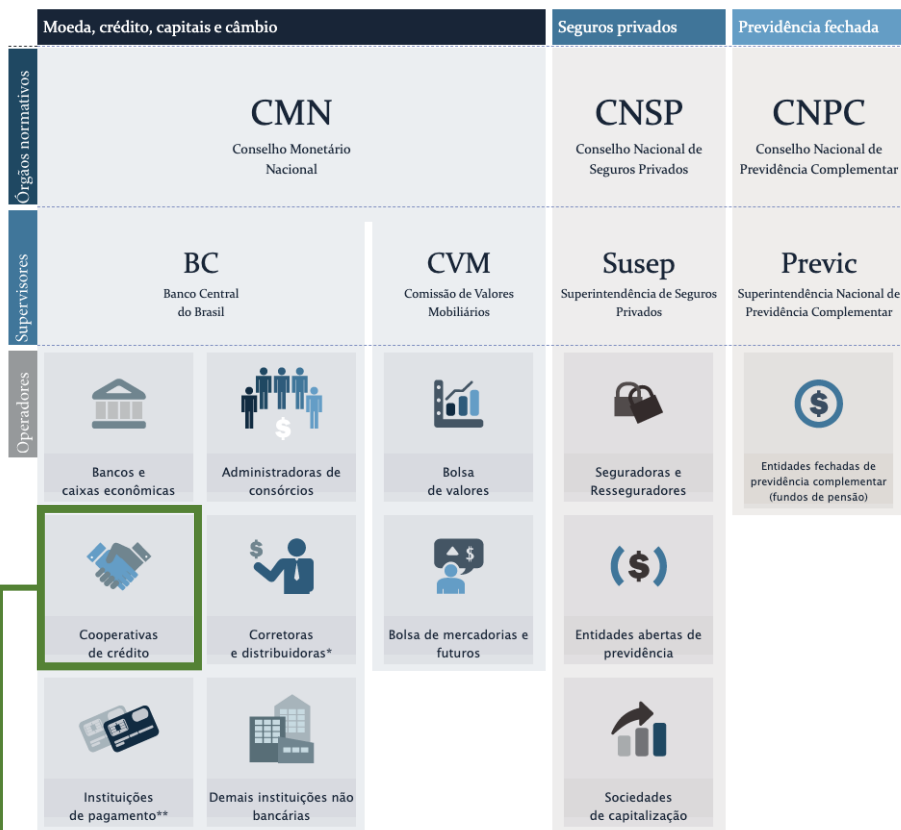 Moeda, crédito, capitais e câmbio
Seguros privados
Previdência fechada
Órgãos normativos
CMN
Conselho Monetário
Nacional
CNSP
Conselho Nacional de
Seguros Privados
CNPC
Conselho Nacional de
Previdência Complementar
Supervisores
BC
Banco Central
do Brasil
CVM
Comissão de Valores
Mobiliários
Susep
Superintendência de Seguros
Privados
Previc
Superintendência Nacional de
Previdência Complementar
Operadores
Bancos e
caixas econômicas
$
Administradoras de
consórcios
Bolsa
de valores
Seguradoras e
Resseguradores
$
Entidades fechadas de
previdência complementar
(fundos de pensão)
Cooperativas
de crédito
$
Corretoras
e distribuidoras*
$
Bolsa de mercadorias e
futuros
($)
Entidades abertas de
previdência
Instituições
de pagamento**
Demais instituições não
bancárias
Sociedades
de capitalização